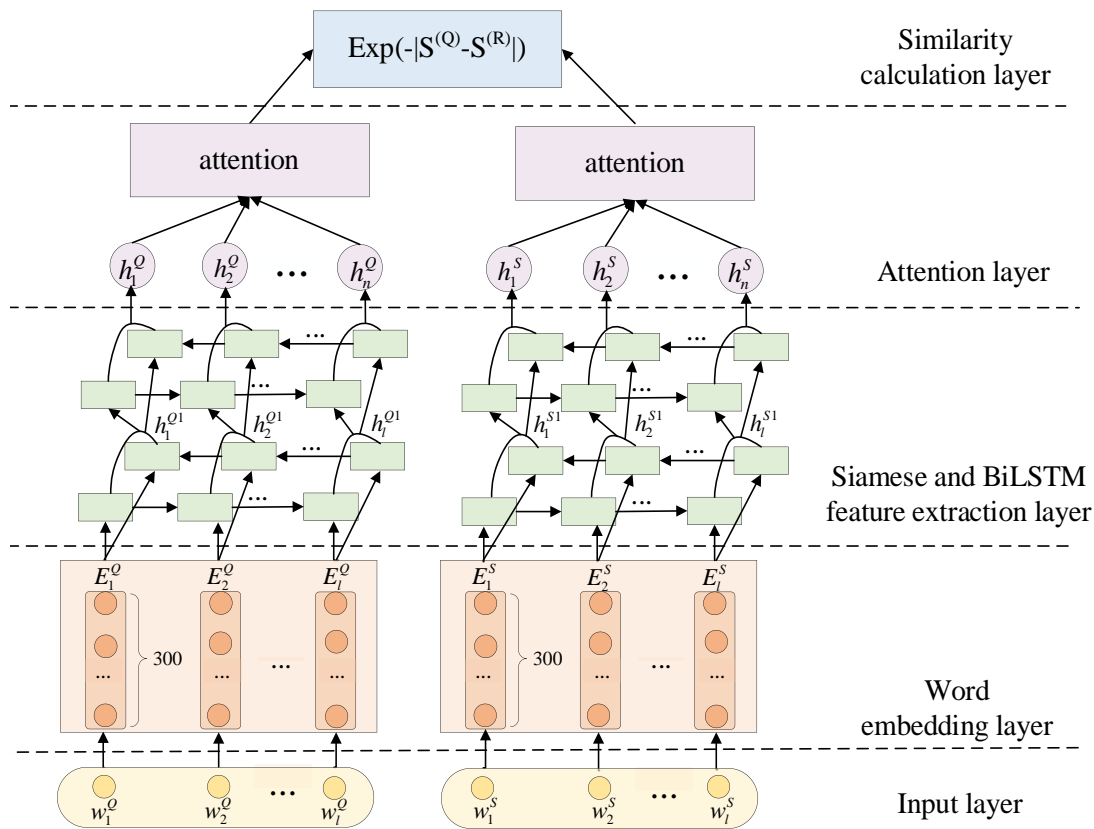 Exp(-|S^(Q)-S^(R)|)
Similarity
calculation layer
attention
attention
h_1^Q h_2^Q ... h_n^Q
h_1^S h_2^S ... h_n^S
Attention layer
...
...
...
...
h_1^{Q1} h_2^{Q1} h_l^{Q1}
h_1^{S1} h_2^{S1} h_l^{S1}
...
...
...
...
Siamese and BiLSTM
feature extraction layer
E_1^Q E_2^Q E_l^Q
E_1^S E_2^S E_l^S
300
300
... ... ... ...
... ... ... ...
Word
embedding layer
...
...
w_1^Q w_2^Q w_l^Q
w_1^S w_2^S w_l^S
Input layer